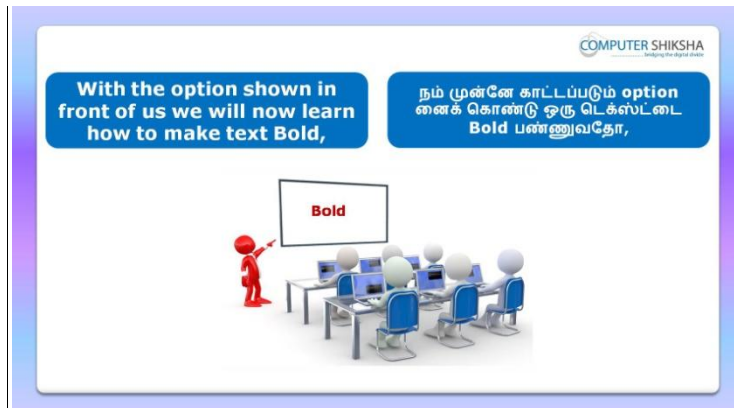 COMPUTER SHIKSHA
bridging the digital divide
With the option shown in
front of us we will now learn
how to make text Bold,
நம் முன்னே காட்டப்படும் option
னைக் கொண்டு ஒரு டெக்ஸ்ட்டை
Bold பண்ணுவதோ,
Bold